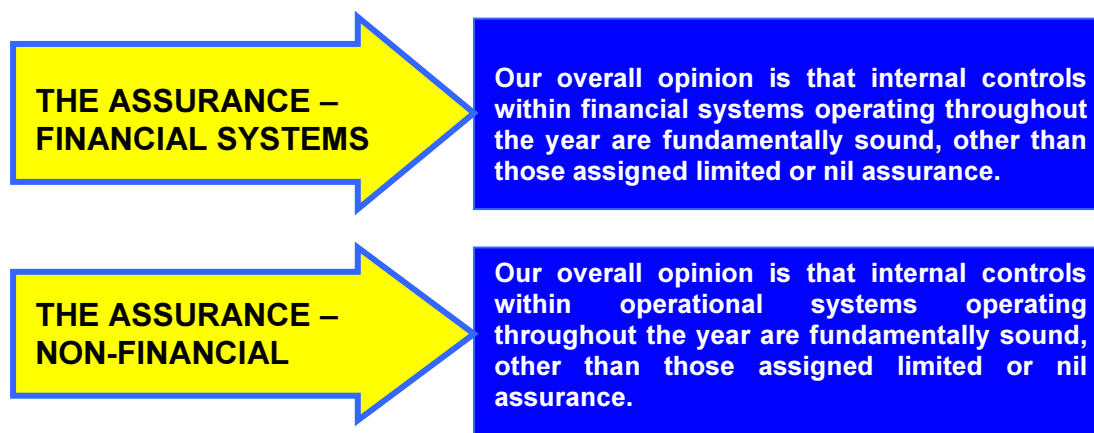 THE ASSURANCE –
FINANCIAL SYSTEMS
Our overall opinion is that internal controls
within financial systems operating throughout
the year are fundamentally sound, other than
those assigned limited or nil assurance.
THE ASSURANCE –
NON-FINANCIAL
Our overall opinion is that internal controls
within operational systems operating
throughout the year are fundamentally sound,
other than those assigned limited or nil
assurance.